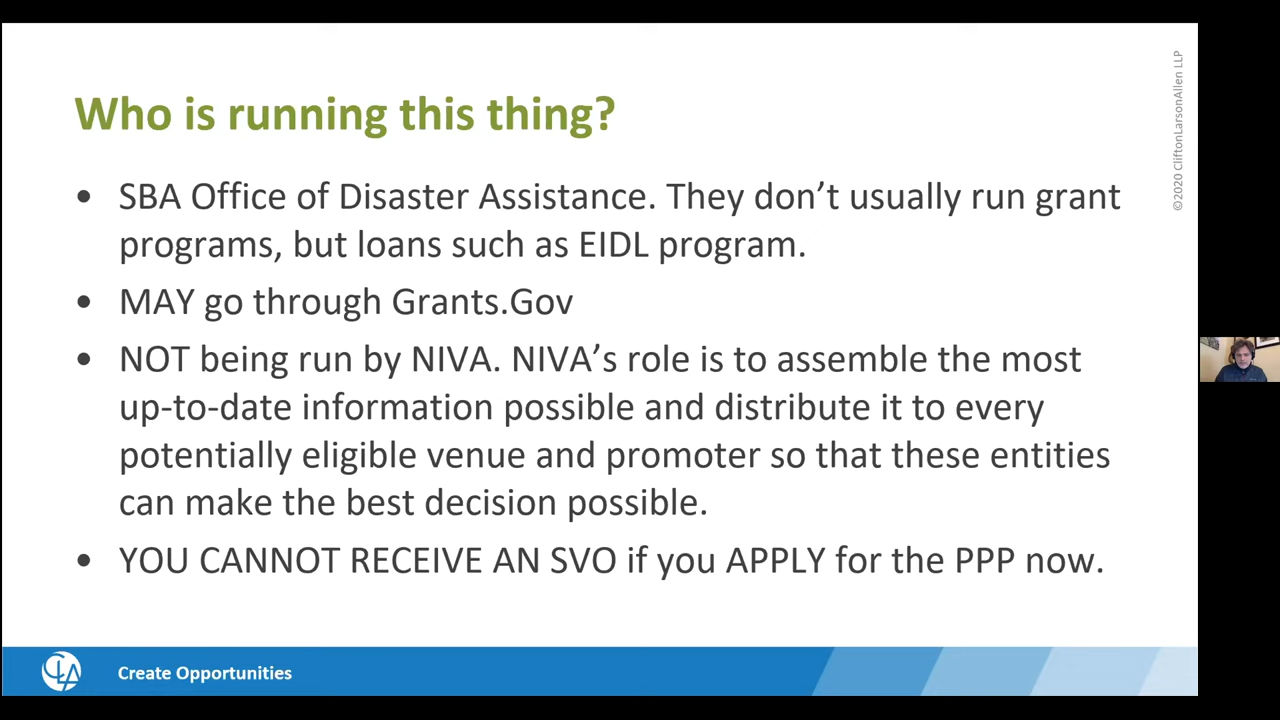 Who is running this thing?
• SBA Office of Disaster Assistance. They don’t usually run grant
programs, but loans such as EIDL program.
• MAY go through Grants.Gov
• NOT being run by NIVA. NIVA’s role is to assemble the most
up-to-date information possible and distribute it to every
potentially eligible venue and promoter so that these entities
can make the best decision possible.
• YOU CANNOT RECEIVE AN SVO if you APPLY for the PPP now.
©2020 CliftonLarsonAllen LLP
CLA
Create Opportunities